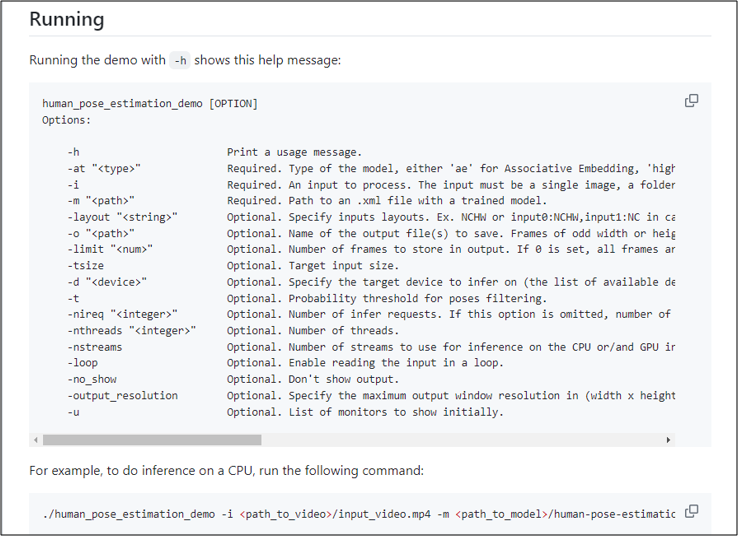 Running
Running the demo with -h shows this help message:
human_pose_estimation_demo [OPTION]
Options:
-h Print a usage message.
-at "<type>" Required. Type of the model, either 'ae' for Associative Embedding, 'high
-i Required. An input to process. The input must be a single image, a folder
-m "<path>" Required. Path to an .xml file with a trained model.
-layout "<string>" Optional. Specify inputs layouts. Ex. NCHW or input0:NCHW,input1:NC in ca
-o "<path>" Optional. Name of the output file(s) to save. Frames of odd width or heig
-limit "<num>" Optional. Number of frames to store in output. If 0 is set, all frames ar
-tsize Optional. Target input size.
-d "<device>" Optional. Specify the target device to infer on (the list of available de
-t Optional. Probability threshold for poses filtering.
-nireq "<integer>" Optional. Number of infer requests. If this option is omitted, number of
-nthreads "<integer>" Optional. Number of threads.
-nstreams Optional. Number of streams to use for inference on the CPU or/and GPU in
-loop Optional. Enable reading the input in a loop.
-no_show Optional. Don't show output.
-output_resolution Optional. Specify the maximum output window resolution in (width x height
-u Optional. List of monitors to show initially.
For example, to do inference on a CPU, run the following command:
./human_pose_estimation_demo -i <path_to_video>/input_video.mp4 -m <path_to_model>/human-pose-estimatic